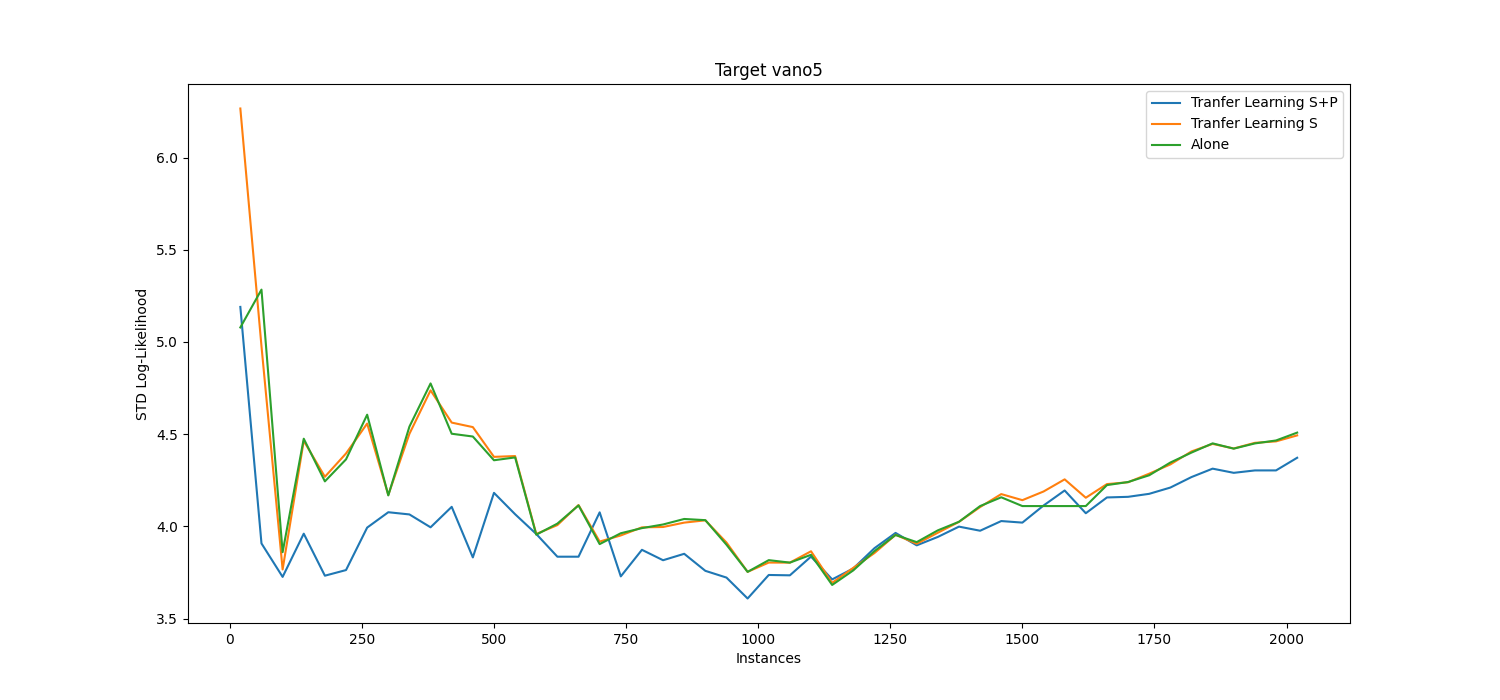 Target vano5
Tranfer Learning S+P
Tranfer Learning S
Alone
STD Log-Likelihood
6.0
5.5
5.0
4.5
4.0
3.5
0
250
500
750
1000
1250
1500
1750
2000
Instances